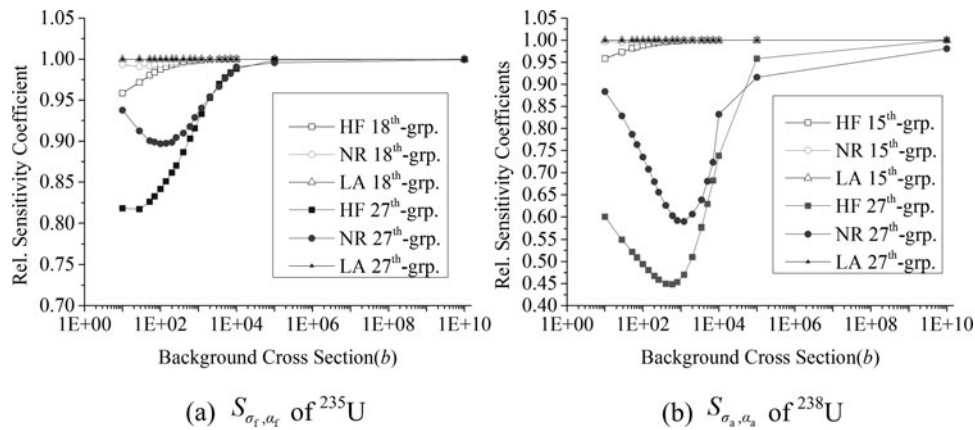 1.05
1.00
0.95
0.90
0.85
0.80
0.75
0.70
Rel. Sensitivity Coefficient
HF 18th-grp.
NR 18th-grp.
LA 18th-grp.
HF 27th-grp.
NR 27th-grp.
LA 27th-grp.
1E+00 1E+02 1E+04 1E+06 1E+08 1E+10
Background Cross Section(b)
(a) Sσf,αf of 235U
1.05
1.00
0.95
0.90
0.85
0.80
0.75
0.70
0.65
0.60
0.55
0.50
0.45
0.40
Rel. Sensitivity Coefficents
HF 15th-grp.
NR 15th-grp.
LA 15th-grp.
HF 27th-grp.
NR 27th-grp.
LA 27th-grp.
1E+00 1E+02 1E+04 1E+06 1E+08 1E+10
Background Cross Section(b)
(b) Sσa,αa of 238U